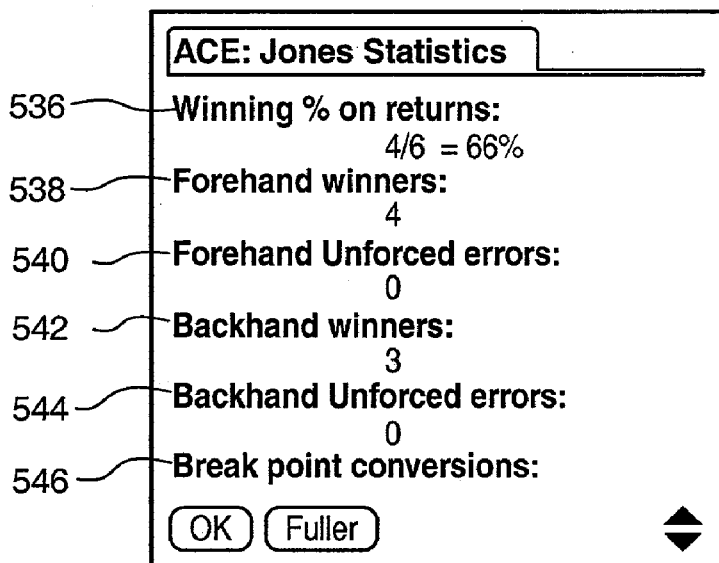 ACE: Jones Statistics
536 Winning % on returns:
4/6 = 66%
538 Forehand winners:
4
540 Forehand Unforced errors:
0
542 Backhand winners:
3
544 Backhand Unforced errors:
0
546 Break point conversions:
OK Fuller